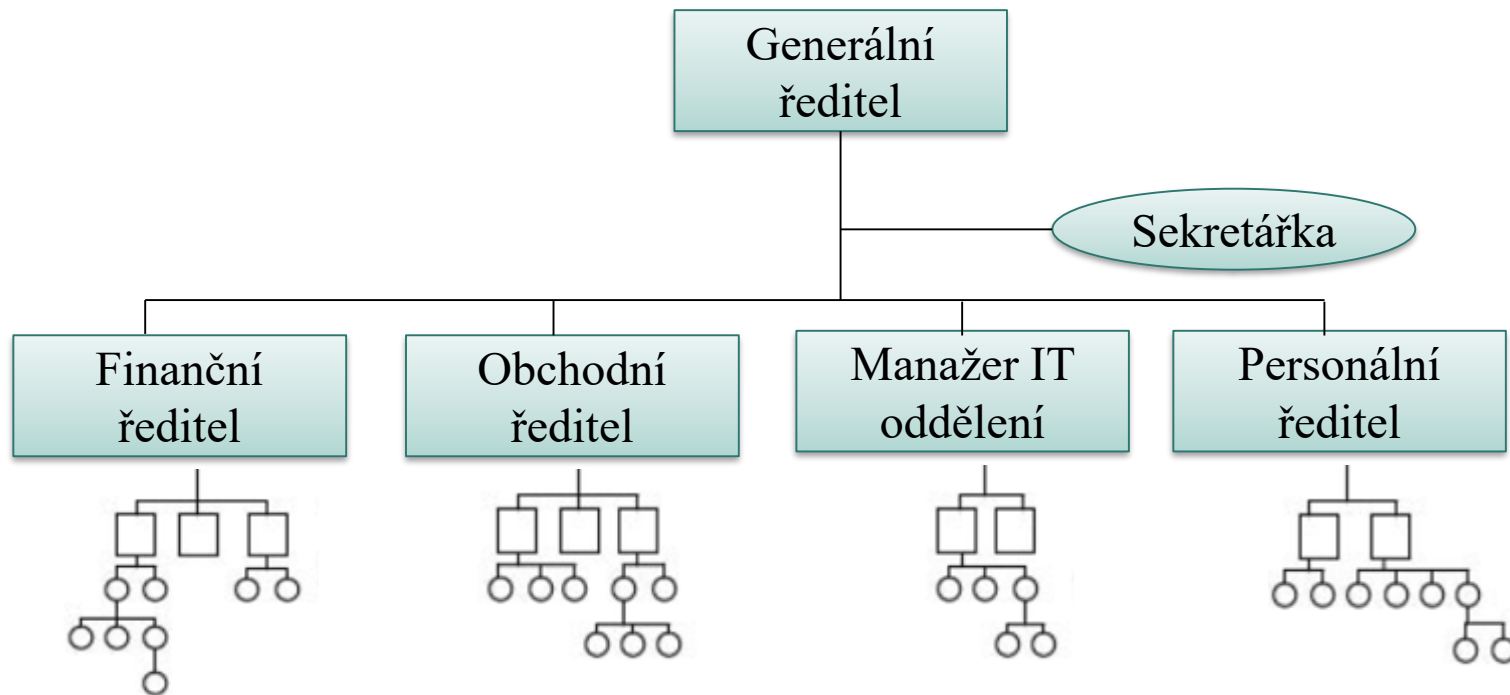 Generální
ředitel
Sekretářka
Finanční
ředitel
Obchodní
ředitel
Manažer IT
oddělení
Personální
ředitel